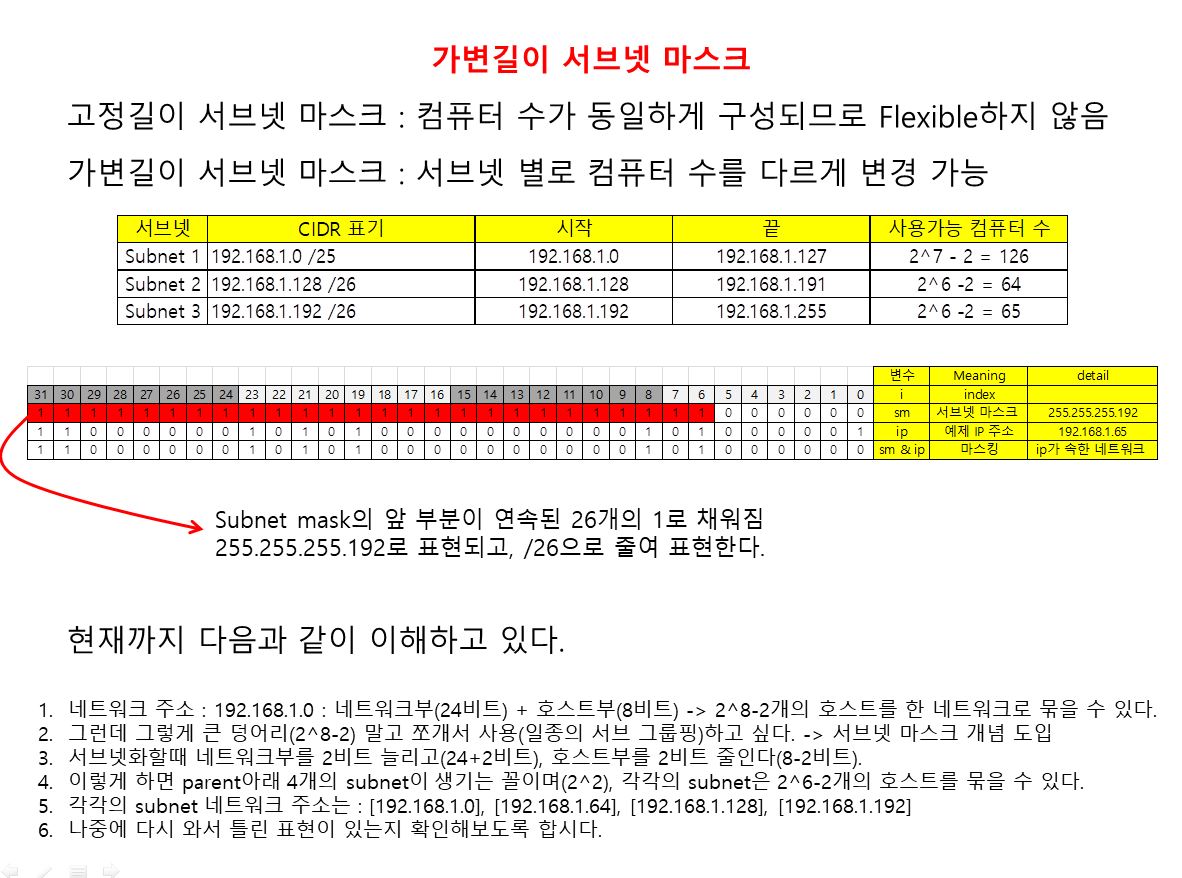 가변길이 서브넷 마스크
고정길이 서브넷 마스크 : 컴퓨터 수가 동일하게 구성되므로 Flexible하지 않음
가변길이 서브넷 마스크 : 서브넷 별로 컴퓨터 수를 다르게 변경 가능
서브넷 CIDR 표기 시작 끝 사용가능 컴퓨터 수
Subnet 1 192.168.1.0 /25 192.168.1.0 192.168.1.127 2^7 - 2 = 126
Subnet 2 192.168.1.128 /26 192.168.1.128 192.168.1.191 2^6 -2 = 64
Subnet 3 192.168.1.192 /26 192.168.1.192 192.168.1.255 2^6 -2 = 65
변수 Meaning detail
31 30 29 28 27 26 25 24 23 22 21 20 19 18 17 16 15 14 13 12 11 10 9 8 7 6 5 4 3 2 1 0 i index
1 1 1 1 1 1 1 1 1 1 1 1 1 1 1 1 1 1 1 1 1 1 1 1 1 1 0 0 0 0 0 0 sm 서브넷 마스크 255.255.255.192
1 1 0 0 0 0 0 0 1 0 1 0 1 0 0 0 0 0 0 0 0 0 0 1 0 1 0 0 0 0 0 1 ip 예제 IP 주소 192.168.1.65
1 1 0 0 0 0 0 0 1 0 1 0 1 0 0 0 0 0 0 0 0 0 0 1 0 1 0 0 0 0 0 0 sm & ip 마스킹 ip가 속한 네트워크
Subnet mask의 앞 부분이 연속된 26개의 1로 채워짐
255.255.255.192로 표현되고, /26으로 줄여 표현한다.
현재까지 다음과 같이 이해하고 있다.
1. 네트워크 주소 : 192.168.1.0 : 네트워크부(24비트) + 호스트부(8비트) -> 2^8-2개의 호스트를 한 네트워크로 묶을 수 있다.
2. 그런데 그렇게 큰 덩어리(2^8-2) 말고 쪼개서 사용(일종의 서브 그룹핑)하고 싶다. -> 서브넷 마스크 개념 도입
3. 서브넷화할때 네트워크부를 2비트 늘리고(24+2비트), 호스트부를 2비트 줄인다(8-2비트).
4. 이렇게 하면 parent아래 4개의 subnet이 생기는 꼴이며(2^2), 각각의 subnet은 2^6-2개의 호스트를 묶을 수 있다.
5. 각각의 subnet 네트워크 주소는 : [192.168.1.0], [192.168.1.64], [192.168.1.128], [192.168.1.192]
6. 나중에 다시 와서 틀린 표현이 있는지 확인해보도록 합시다.